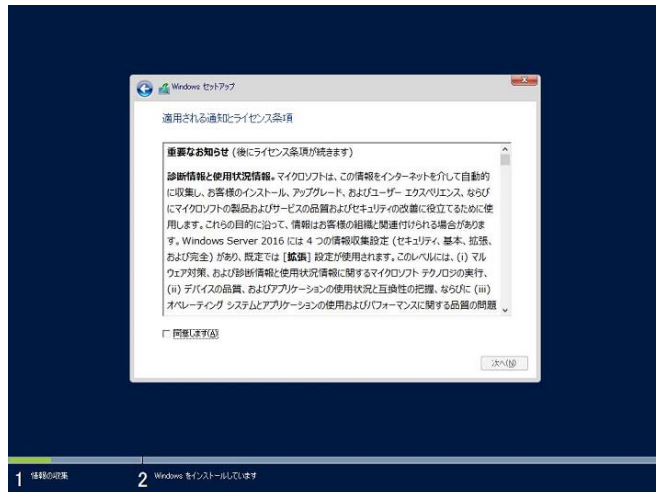 Windows セットアップ
適用される通知とライセンス条項
重要なお知らせ (後にライセンス条項が続きます)
診断情報と使用状況情報。マイクロソフトは、この情報をインターネットを介して自動的
に収集し、お客様のインストール、アップグレード、およびユーザー エクスペリエンス、ならび
にマイクロソフトの製品およびサービスの品質およびセキュリティの改善に役立てるために使
用します。これらの目的に沿って、情報はお客様の組織と関連付けられる場合がありま
す。Windows Server 2016 には 4 つの情報収集設定 (セキュリティ、基本、拡張、
および完全) があり、既定では [拡張] 設定が使用されます。このレベルには、(i) マル
ウェア対策、および診断情報と使用状況情報に関するマイクロソフト テクノロジの実行、
(ii) デバイスの品質、およびアプリケーションの使用状況と互換性の把握、ならびに (iii)
オペレーティング システムとアプリケーションの使用およびパフォーマンスに関する品質の問題
同意します(A)
次へ(N)
1 情報の収集
2 Windows をインストールしています